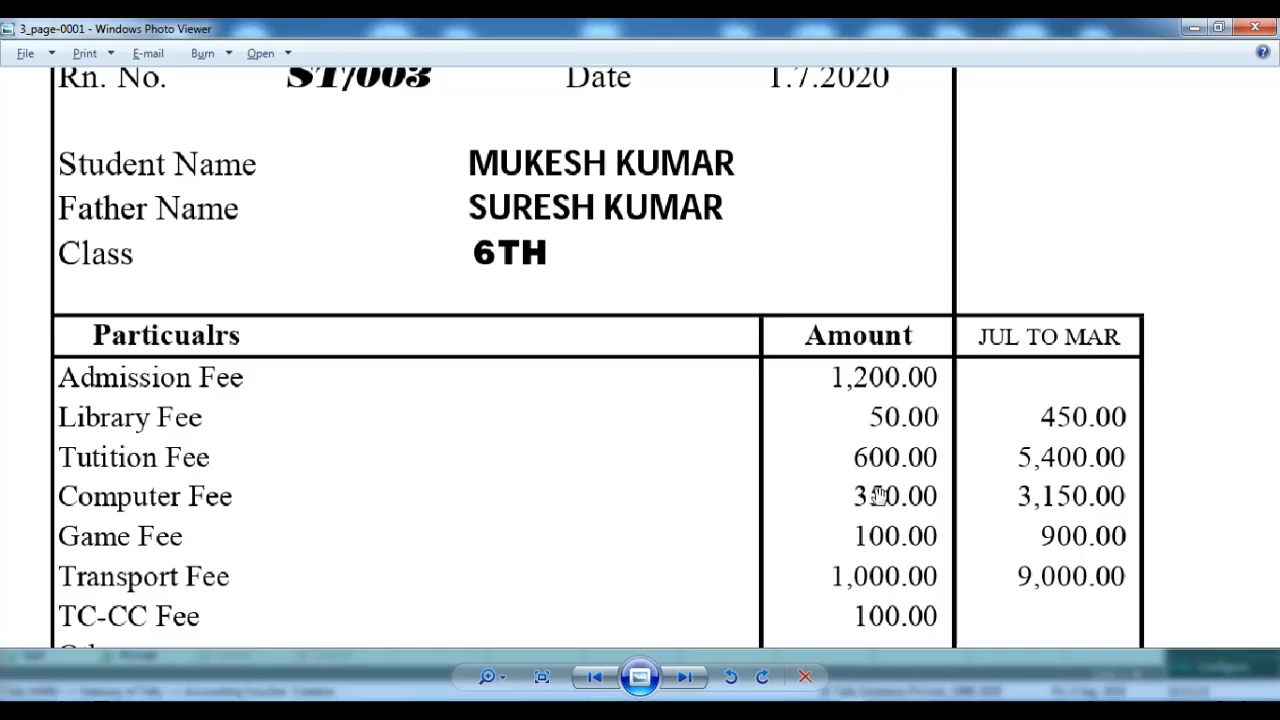 3_page-0001 - Windows Photo Viewer
File Print E-mail Burn Open
Rn. No. ST/003 Date 1.7.2020
Student Name MUKESH KUMAR
Father Name SURESH KUMAR
Class 6TH
Particualrs Amount JUL TO MAR
Admission Fee 1,200.00
Library Fee 50.00 450.00
Tutition Fee 600.00 5,400.00
Computer Fee 3,150.00
Game Fee 100.00 900.00
Transport Fee 1,000.00 9,000.00
TC-CC Fee 100.00